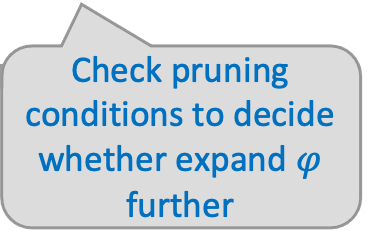 Check pruning
conditions to decide
whether expand φ
further